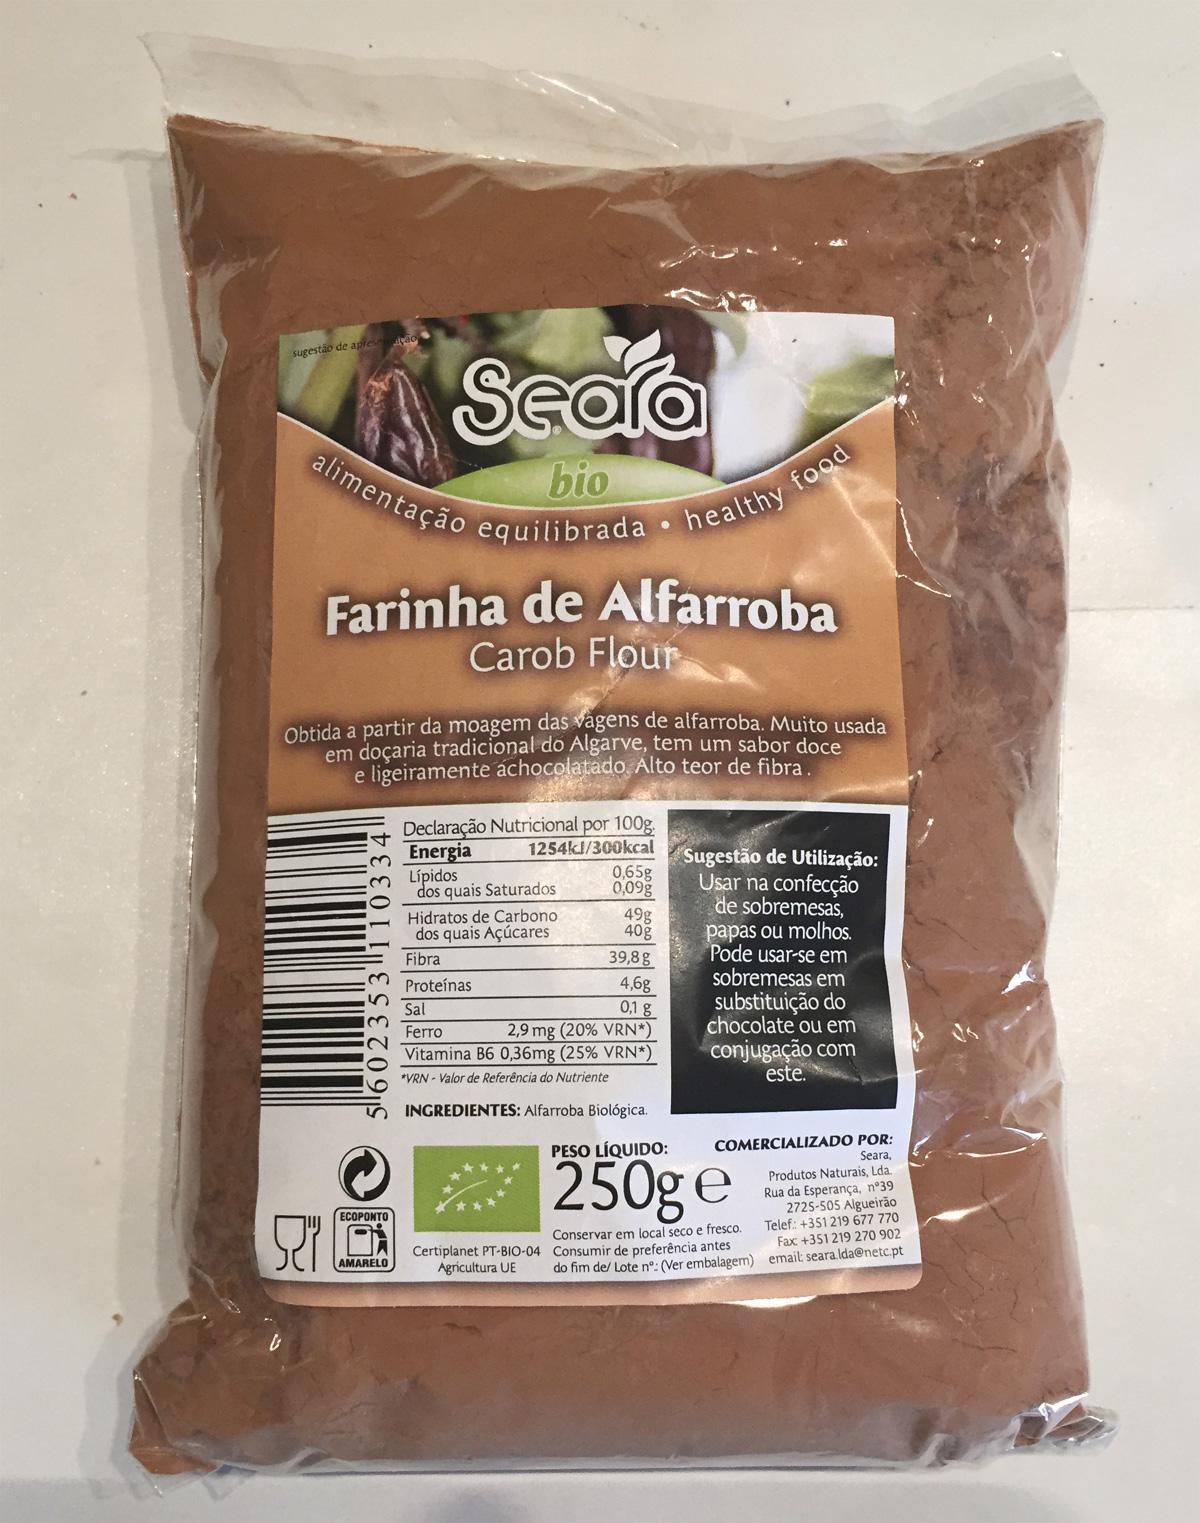 sugestão de apresentação
Seara
®
bio
alimentação equilibrada • healthy food
Farinha de Alfarroba
Carob Flour
Obtida a partir da moagem das vagens de alfarroba. Muito usada
em doçaria tradicional do Algarve, tem um sabor doce
e ligeiramente achocolatado. Alto teor de fibra.
5 602353 110334
Declaração Nutricional por 100g.
Energia 1254kJ/300kcal
Lípidos 0,65g
dos quais Saturados 0,09g
Hidratos de Carbono 49g
dos quais Açúcares 40g
Fibra 39,8g
Proteínas 4,6g
Sal 0,1 g
Ferro 2,9 mg (20% VRN*)
Vitamina B6 0,36mg (25% VRN*)
*VRN - Valor de Referência do Nutriente
INGREDIENTES: Alfarroba Biológica.
Sugestão de Utilização:
Usar na confecção
de sobremesas,
papas ou molhos.
Pode usar-se em
sobremesas em
substituição do
chocolate ou em
conjugação com
este.
ECOPONTO
AMARELO
Certiplanet PT-BIO-04
Agricultura UE
PESO LÍQUIDO:
250g e
Conservar em local seco e fresco.
Consumir de preferência antes
do fim de/ Lote nº.: (Ver embalagem)
COMERCIALIZADO POR:
Seara,
Produtos Naturais, Lda.
Rua da Esperança, nº39
2725-505 Algueirão
Telef.: +351 219 677 770
Fax: +351 219 270 902
email: seara.lda@netc.pt